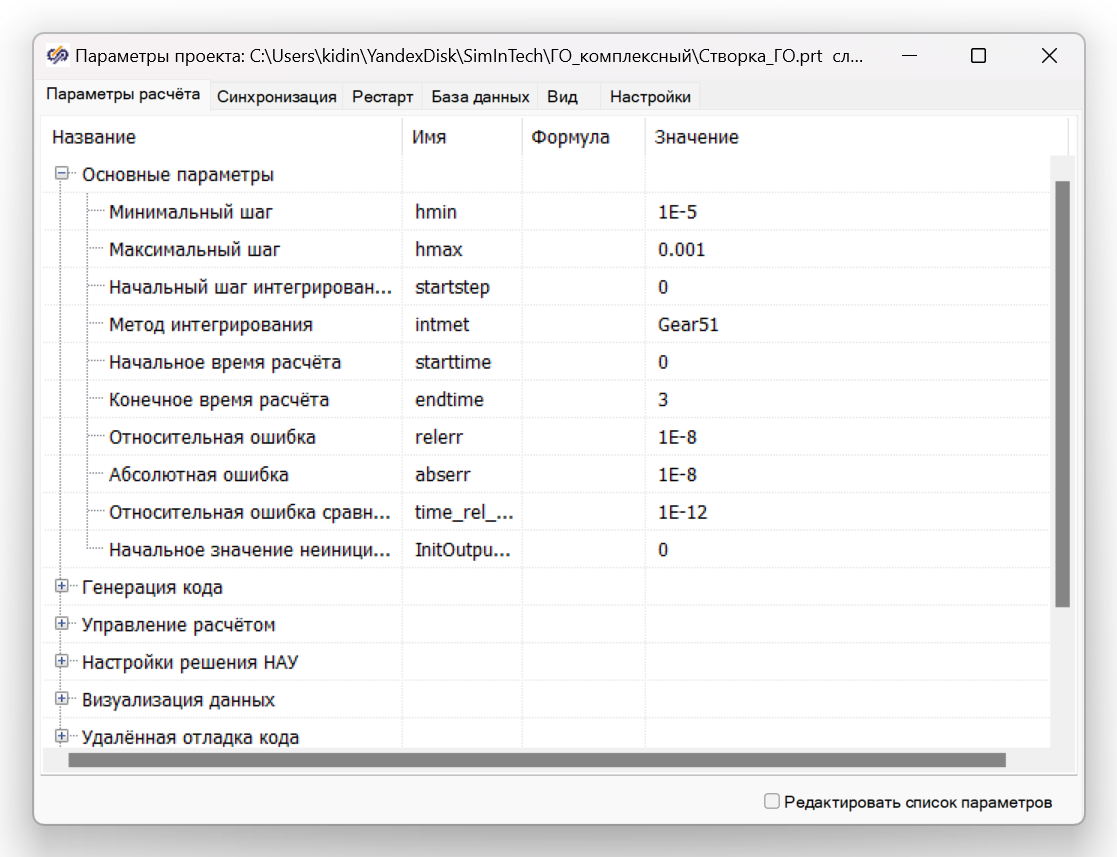 Параметры проекта: C:\Users\kidin\YandexDisk\SimInTech\ГО_комплексный\Створка_ГО.prt сл...
Параметры расчёта Синхронизация Рестарт База данных Вид Настройки
Название Имя Формула Значение
Основные параметры
Минимальный шаг hmin 1E-5
Максимальный шаг hmax 0.001
Начальный шаг интегрирован... startstep 0
Метод интегрирования intmet Gear51
Начальное время расчёта starttime 0
Конечное время расчёта endtime 3
Относительная ошибка relerr 1E-8
Абсолютная ошибка abserr 1E-8
Относительная ошибка сравн... time_rel_... 1E-12
Начальное значение неиници... InitOutpu... 0
Генерация кода
Управление расчётом
Настройки решения НАУ
Визуализация данных
Удалённая отладка кода
Редактировать список параметров